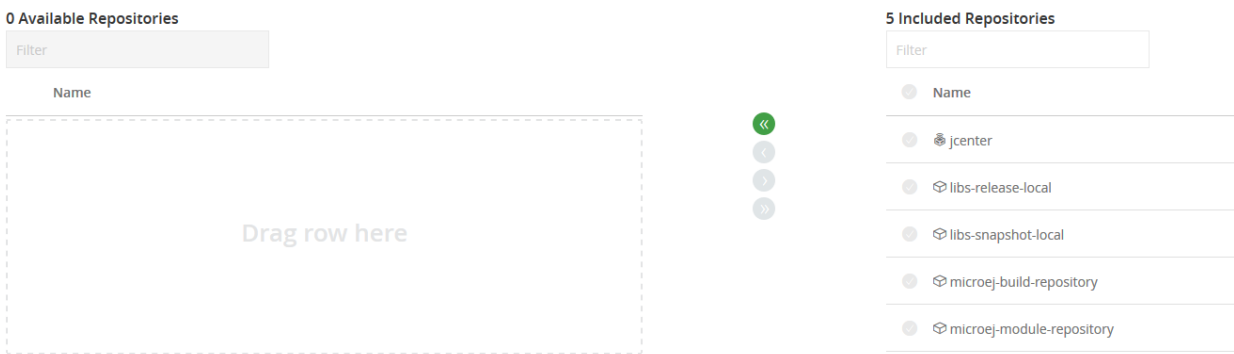 0 Available Repositories
Filter
Name
Drag row here
5 Included Repositories
Filter
Name
jcenter
libs-release-local
libs-snapshot-local
microej-build-repository
microej-module-repository